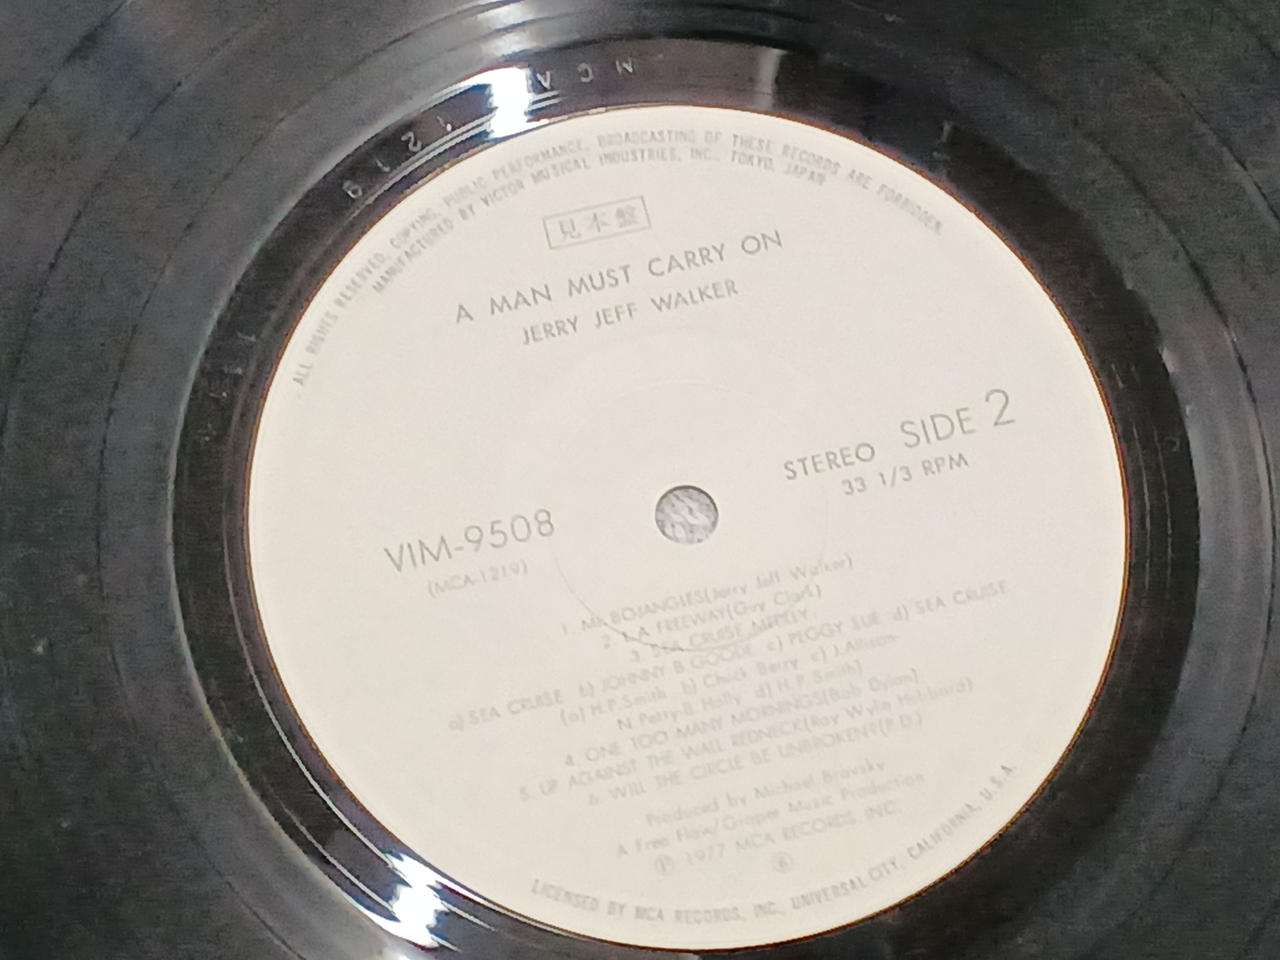 ALL RIGHTS RESERVED, COPYING, PUBLIC PERFORMANCE, BROADCASTING OF THESE RECORDS ARE FORBIDDEN.
MANUFACTURED BY VICTOR MUSICAL INDUSTRIES, INC., TOKYO, JAPAN
見本盤
A MAN MUST CARRY ON
JERRY JEFF WALKER
STEREO SIDE 2
33 1/3 RPM
VIM-9508
(MCA-1219)
1. MR.BOJANGLES(Jerry Jeff Walker)
2. L.A.FREEWAY(Guy Clark)
3. SEA CRUISE MEDLEY
a) SEA CRUISE b) JOHNNY B.GOODE c) PEGGY SUE d) SEA CRUISE
(a) H.P.Smith b) Chuck Berry c) J.Allison-
N.Petty-B.Holly d) H.P.Smith)
4. ONE TOO MANY MORNINGS(Bob Dylan)
5. UP AGAINST THE WALL REDNECK(Ray Wylie Hubbard)
6. WILL THE CIRCLE BE UNBROKEN?(P.D.)
Produced by Michael Brovsky
A Free Flow/Groper Music Production
Ⓟ 1977 MCA RECORDS, INC.
LICENSED BY MCA RECORDS, INC., UNIVERSAL CITY, CALIFORNIA, U.S.A.
MCA 1219